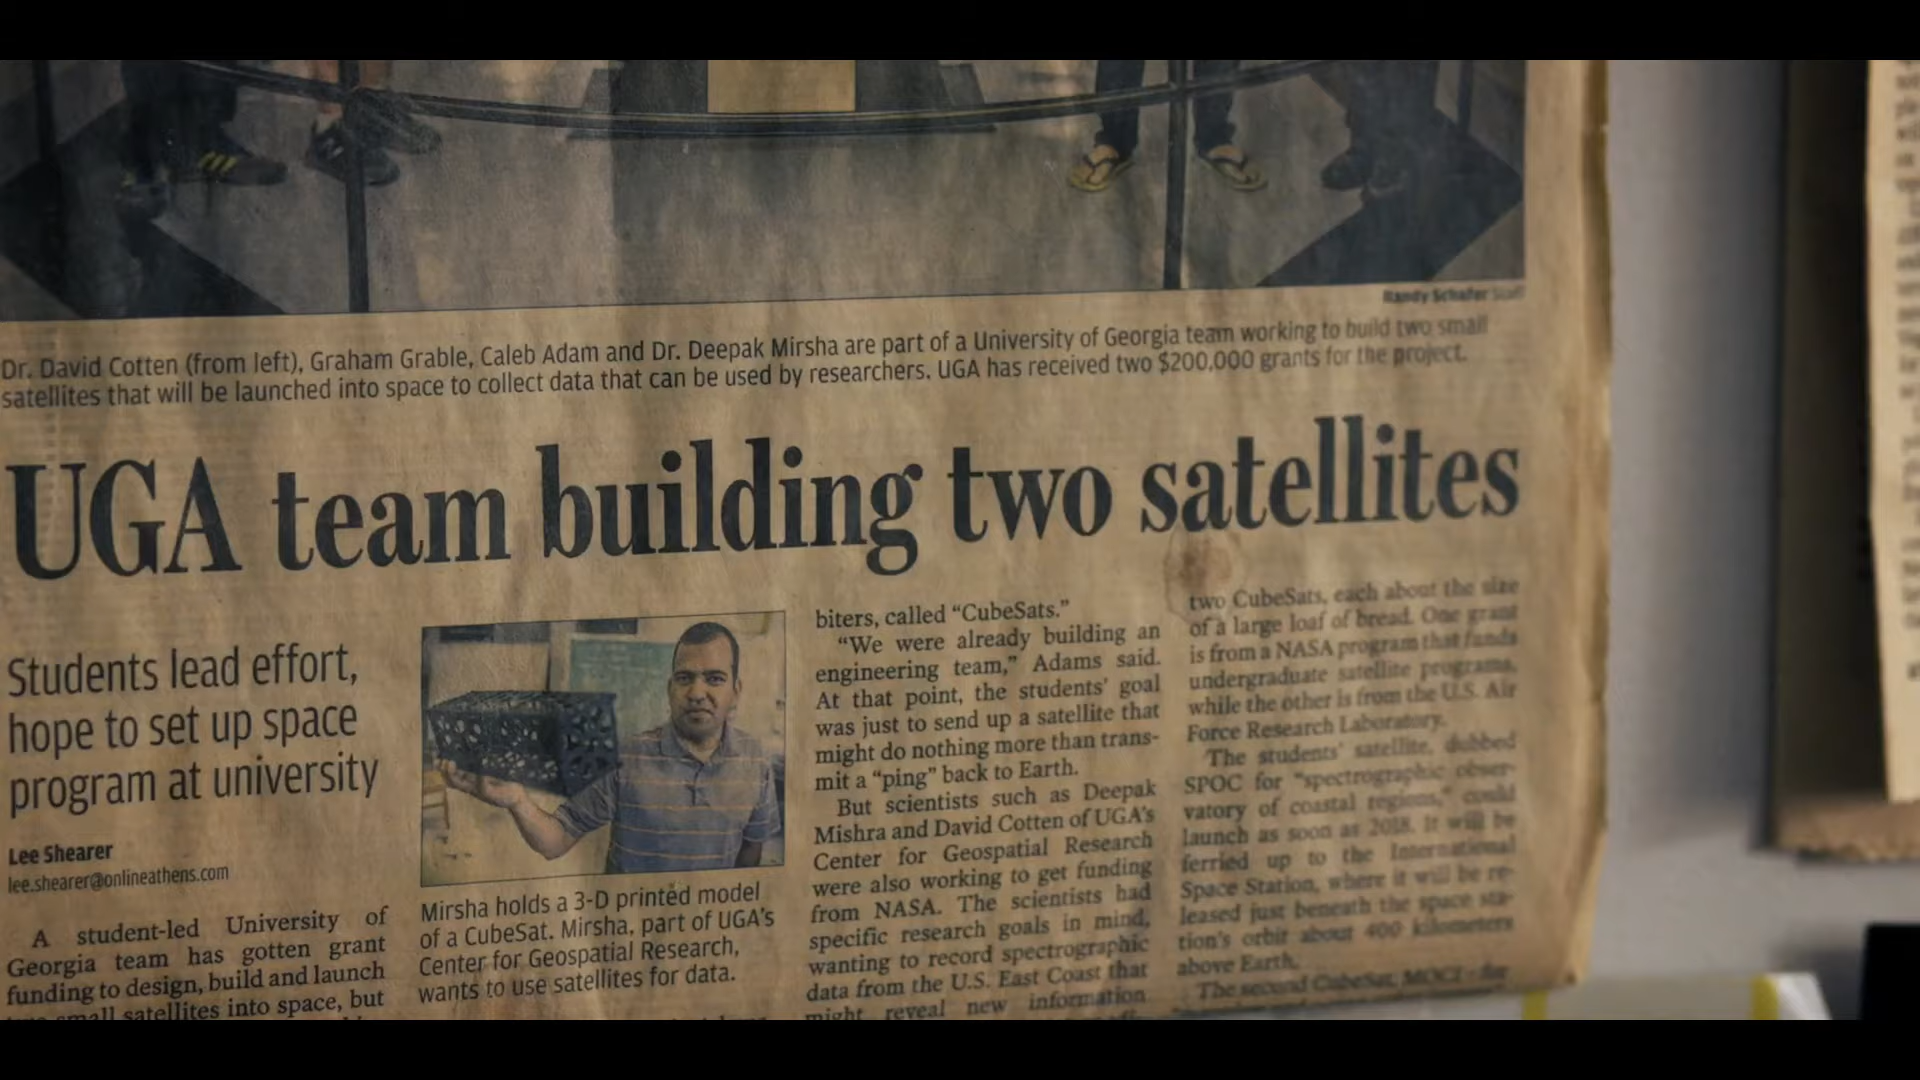 Randy Schafer Staff
Dr. David Cotten (from left), Graham Grable, Caleb Adam and Dr. Deepak Mirsha are part of a University of Georgia team working to build two small
satellites that will be launched into space to collect data that can be used by researchers. UGA has received two $200,000 grants for the project.
UGA team building two satellites
Students lead effort,
hope to set up space
program at university
Lee Shearer
lee.shearer@onlineathens.com
A student-led University of
Georgia team has gotten grant
funding to design, build and launch
small satellites into space, but
Mirsha holds a 3-D printed model
of a CubeSat. Mirsha, part of UGA's
Center for Geospatial Research,
wants to use satellites for data.
biters, called “CubeSats.”
“We were already building an
engineering team,” Adams said.
At that point, the students' goal
was just to send up a satellite that
might do nothing more than trans-
mit a “ping” back to Earth.
But scientists such as Deepak
Mishra and David Cotten of UGA's
Center for Geospatial Research
were also working to get funding
from NASA. The scientists had
specific research goals in mind,
wanting to record spectrographic
data from the U.S. East Coast that
might reveal new information
two CubeSats, each about the size
of a large loaf of bread. One grant
is from a NASA program that funds
undergraduate satellite programs,
while the other is from the U.S. Air
Force Research Laboratory.
The students' satellite, dubbed
SPOC for “spectrographic obser-
vatory of coastal regions,” could
launch as soon as 2018. It will be
ferried up to the International
Space Station, where it will be re-
leased just beneath the space sta-
tion's orbit about 400 kilometers
above Earth.
The second CubeSat, MOCI - for